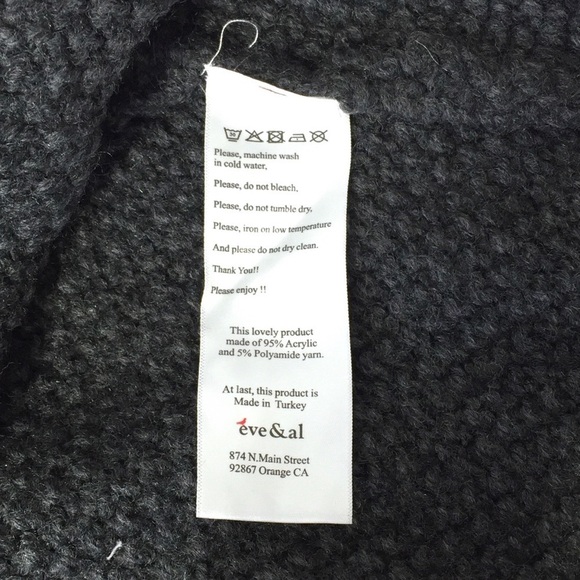 30
Please, machine wash
in cold water,
Please, do not bleach,
Please, do not tumble dry,
Please, iron on low temperature
And please do not dry clean.
Thank You!!
Please enjoy !!
This lovely product
made of 95% Acrylic
and 5% Polyamide yarn.
At last, this product is
Made in Turkey
eve&al
874 N.Main Street
92867 Orange CA